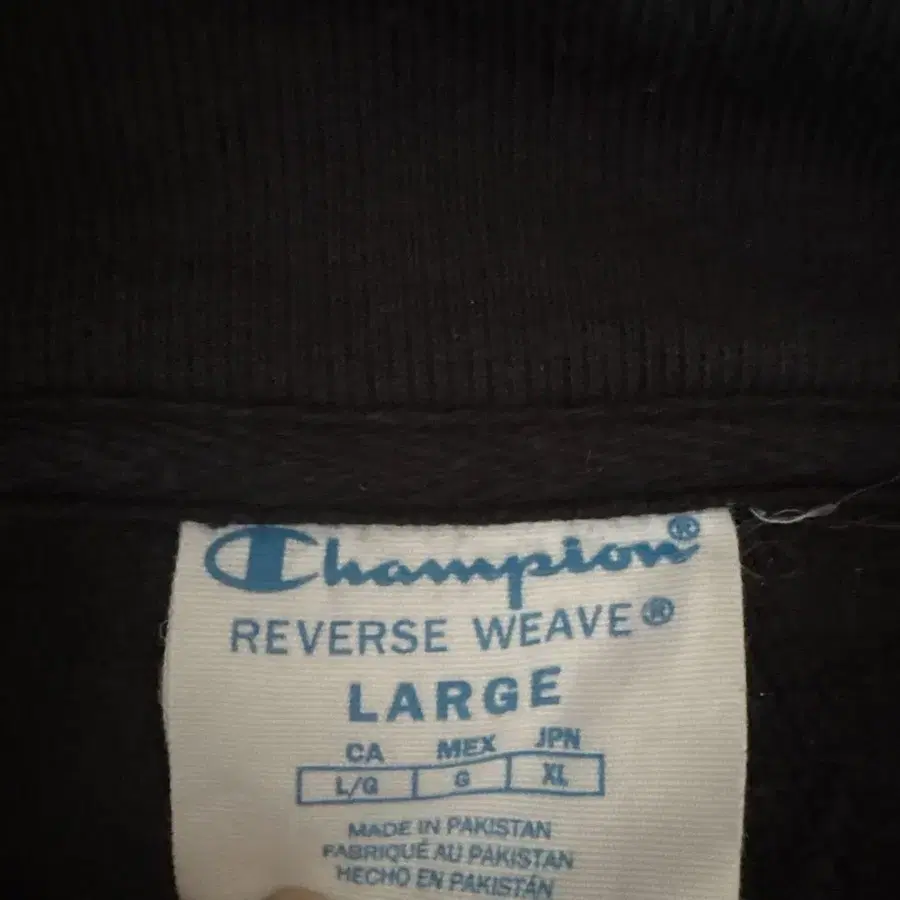 Champion®
REVERSE WEAVE®
LARGE
CA MEX JPN
L/G G XL
MADE IN PAKISTAN
FABRIQUÉ AU PAKISTAN
HECHO EN PAKISTÁN